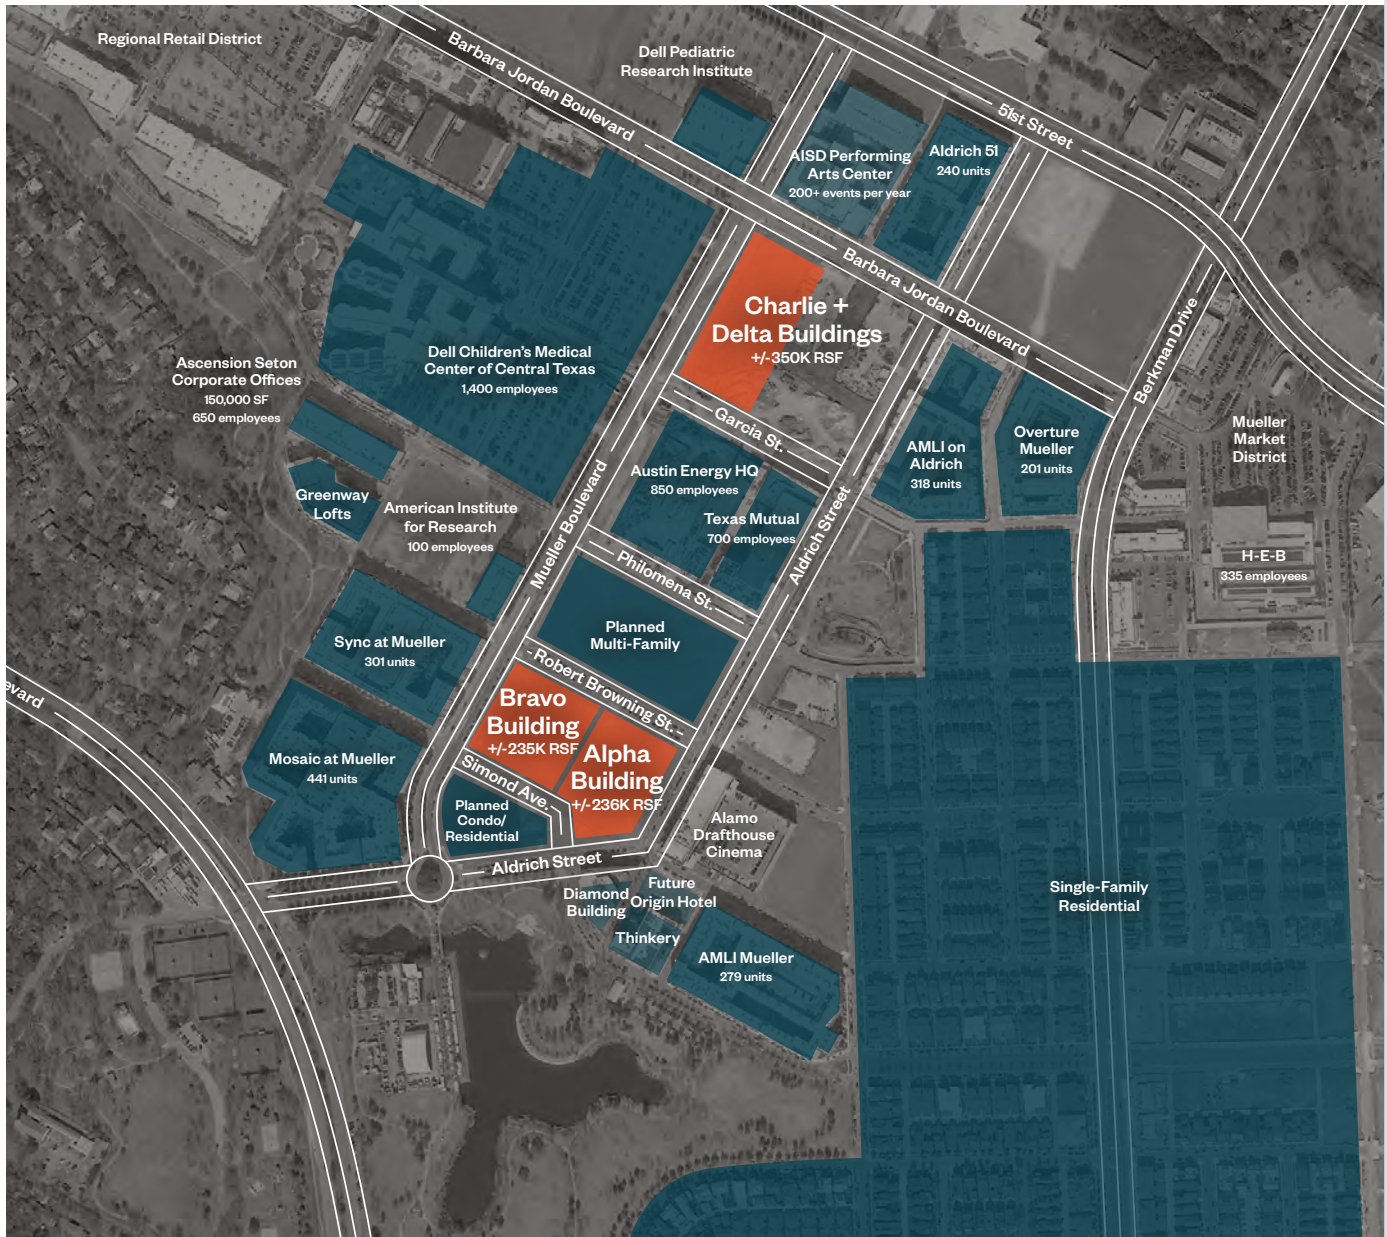 Regional Retail District
Barbara Jordan Boulevard
Dell Pediatric
Research Institute
51st Street
AISD Performing
Arts Center
200+ events per year
Aldrich 51
240 units
Barbara Jordan Boulevard
Berkman Drive
Charlie +
Delta Buildings
+/-350K RSF
Dell Children's Medical
Center of Central Texas
1,400 employees
Ascension Seton
Corporate Offices
150,000 SF
650 employees
Garcia St.
AMLI on
Aldrich
318 units
Overture
Mueller
201 units
Mueller
Market
District
Austin Energy HQ
850 employees
Texas Mutual
700 employees
Aldrich Street
Mueller Boulevard
Greenway
Lofts
American Institute
for Research
100 employees
H-E-B
335 employees
Philomena St.
Planned
Multi-Family
Sync at Mueller
301 units
Robert Browning St.
evard
Bravo
Building
+/-235K RSF
Alpha
Building
+/-236K RSF
Mosaic at Mueller
441 units
Simond Ave.
Planned
Condo/
Residential
Alamo
Drafthouse
Cinema
Aldrich Street
Diamond
Building
Future
Origin Hotel
Thinkery
AMLI Mueller
279 units
Single-Family
Residential